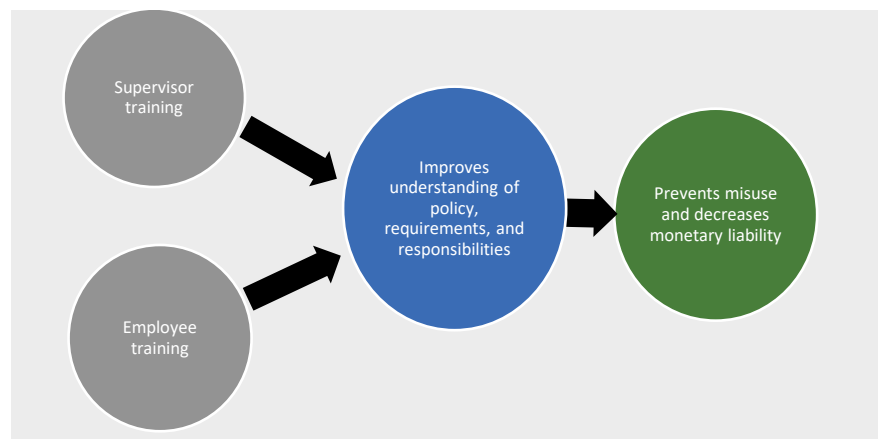 Supervisor
training
Improves
understanding of
policy,
requirements, and
responsibilities
Prevents misuse
and decreases
monetary liability
Employee
training